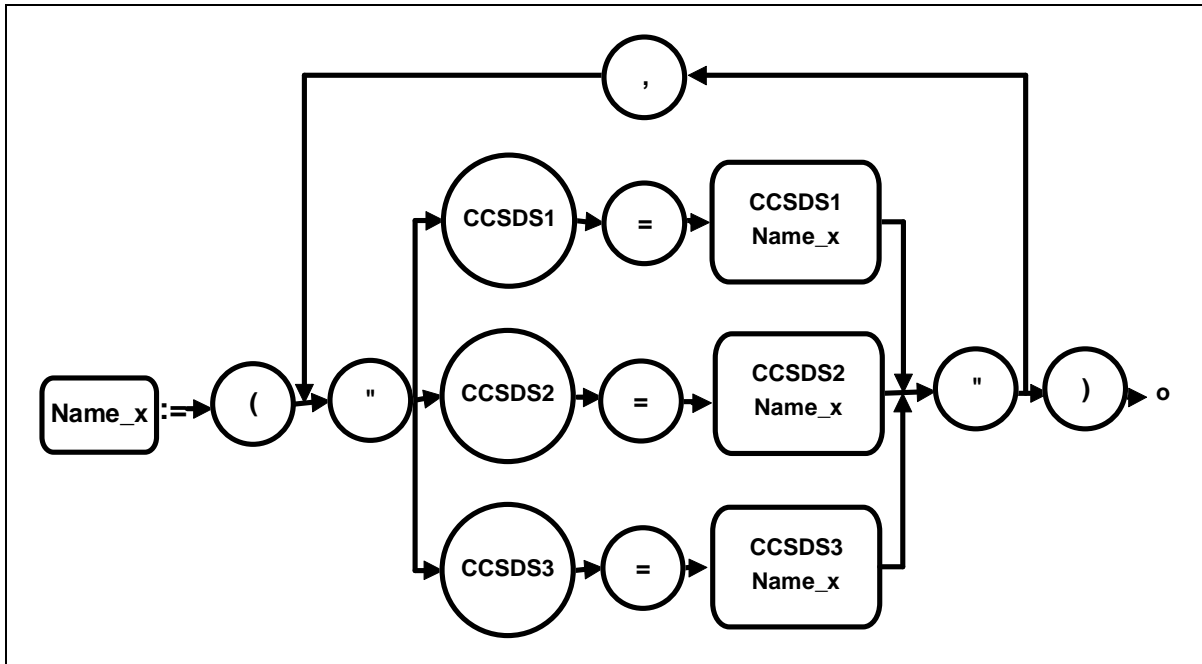 ,
CCSDS1
=
CCSDS1
Name_x
Name_x
:=
(
"
CCSDS2
=
CCSDS2
Name_x
"
)
o
CCSDS3
=
CCSDS3
Name_x